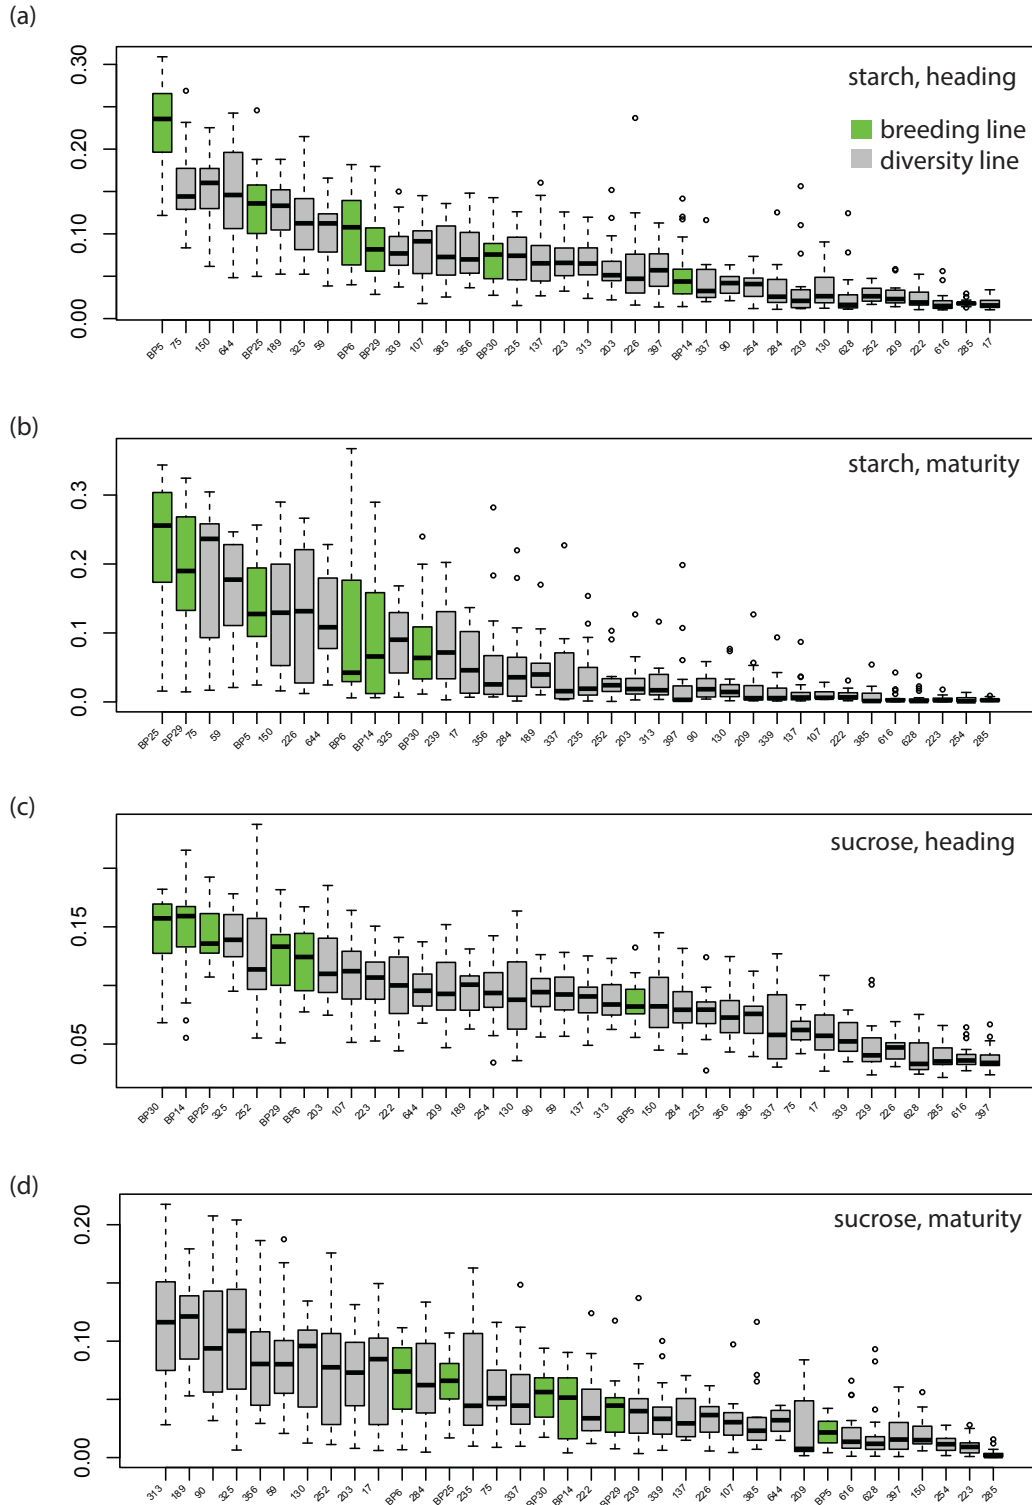 (a)
starch, heading
breeding line
diversity line
0.30
0.20
0.10
0.00
BP5 75 150 644 BP25 189 325 59 BP6 BP29 339 107 385 356 BP30 235 137 223 313 203 226 397 BP14 337 90 254 284 239 130 628 252 209 222 616 285 17
(b)
starch, maturity
0.3
0.2
0.1
0.0
BP25 BP29 75 59 BP5 150 226 644 BP6 BP14 325 BP30 239 17 356 284 189 337 235 252 203 313 397 90 130 209 339 137 107 222 385 616 628 223 254 285
(c)
sucrose, heading
0.15
0.05
BP30 BP14 BP25 325 252 BP29 BP6 203 107 223 222 644 209 189 254 130 90 59 137 313 BP5 150 284 235 356 385 337 75 17 339 239 226 628 285 616 397
(d)
sucrose, maturity
0.20
0.10
0.00
313 189 90 325 356 59 130 252 203 17 BP6 284 BP25 235 75 337 BP30 BP14 222 BP29 239 339 137 226 107 385 644 209 BP5 616 628 397 150 254 223 285